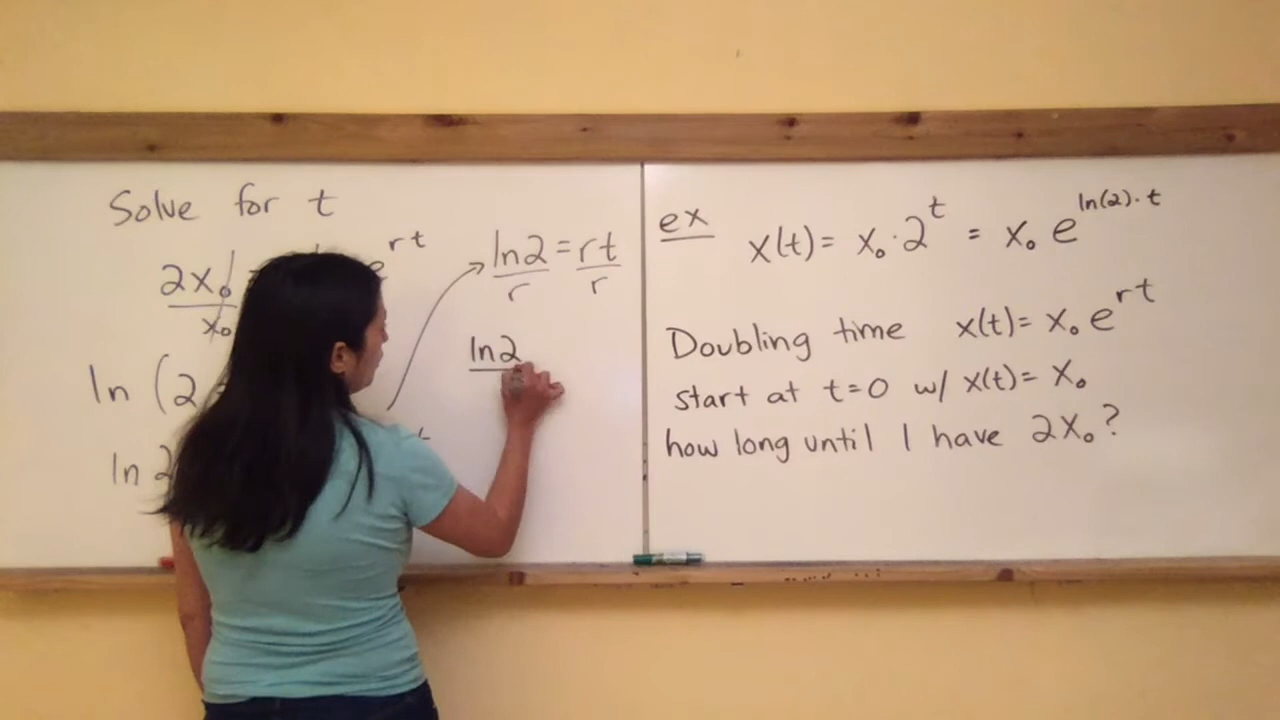 Solve for t
2x₀
x₀
rt
ln (2
ln 2
ln2 = rt
r r
ln2
ex x(t) = x₀·2^t = x₀ e^ln(2)·t
Doubling time x(t) = x₀ e^rt
start at t=0 w/ x(t) = x₀
how long until I have 2x₀?